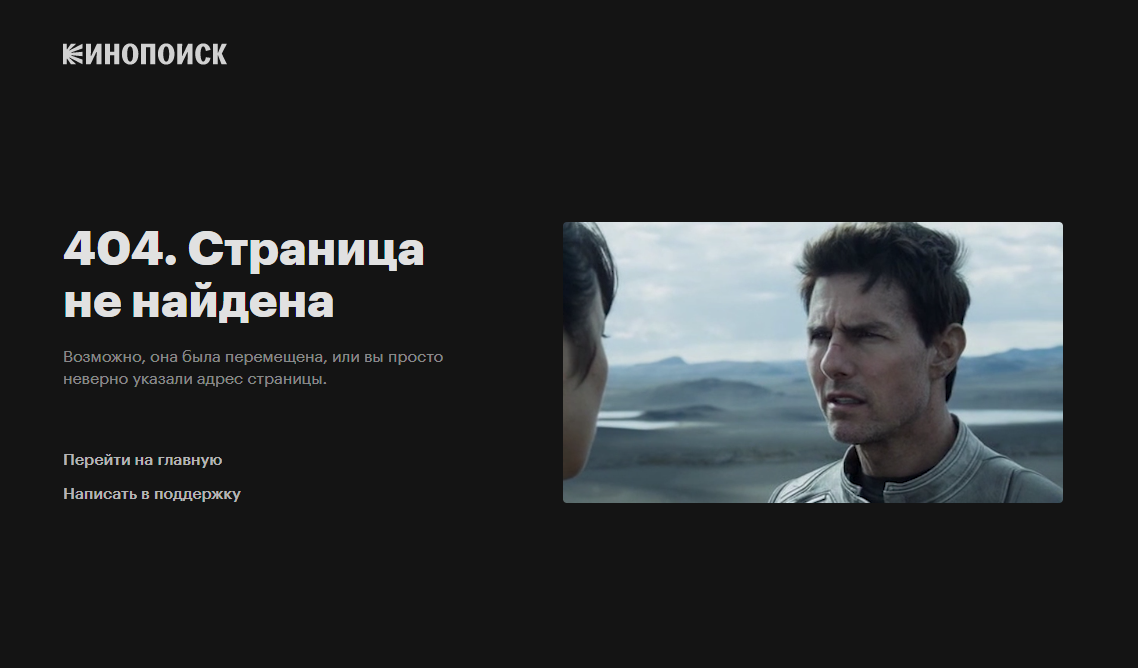 КИНОПОИСК
404. Страница
не найдена
Возможно, она была перемещена, или вы просто
неверно указали адрес страницы.
Перейти на главную
Написать в поддержку